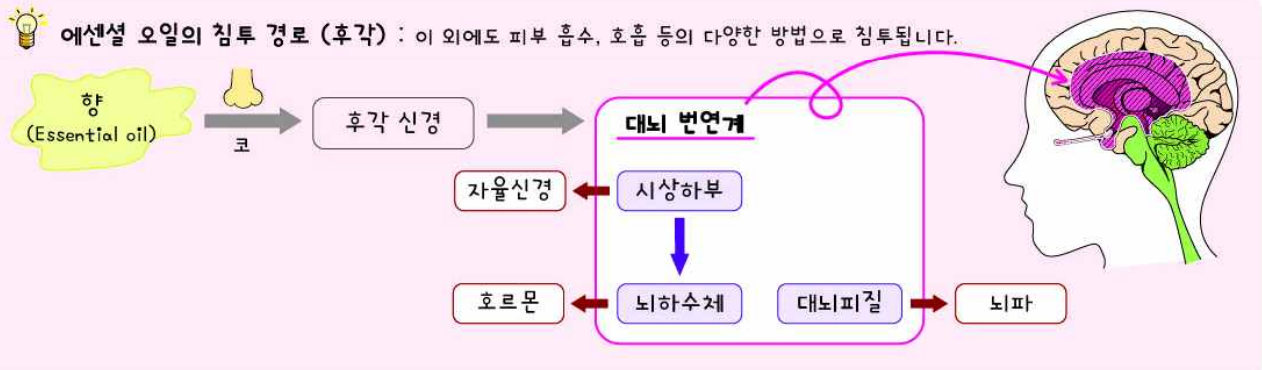 에센셜 오일의 침투 경로 (후각) : 이 외에도 피부 흡수, 호흡 등의 다양한 방법으로 침투됩니다.
향
(Essential oil)
코
후각 신경
대뇌 번연계
자율신경
시상하부
호르몬
뇌하수체
대뇌피질
뇌파